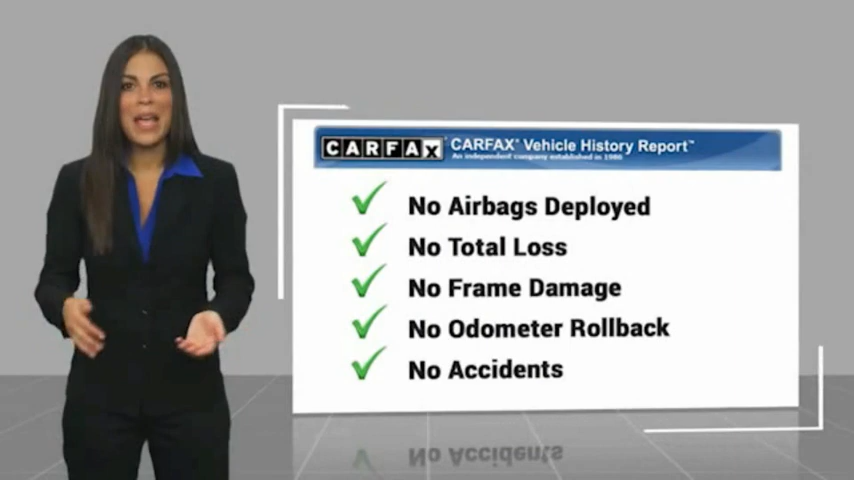 CARFAX CARFAX® Vehicle History Report™
An independent company established in 1986
No Airbags Deployed
No Total Loss
No Frame Damage
No Odometer Rollback
No Accidents
No Accidents